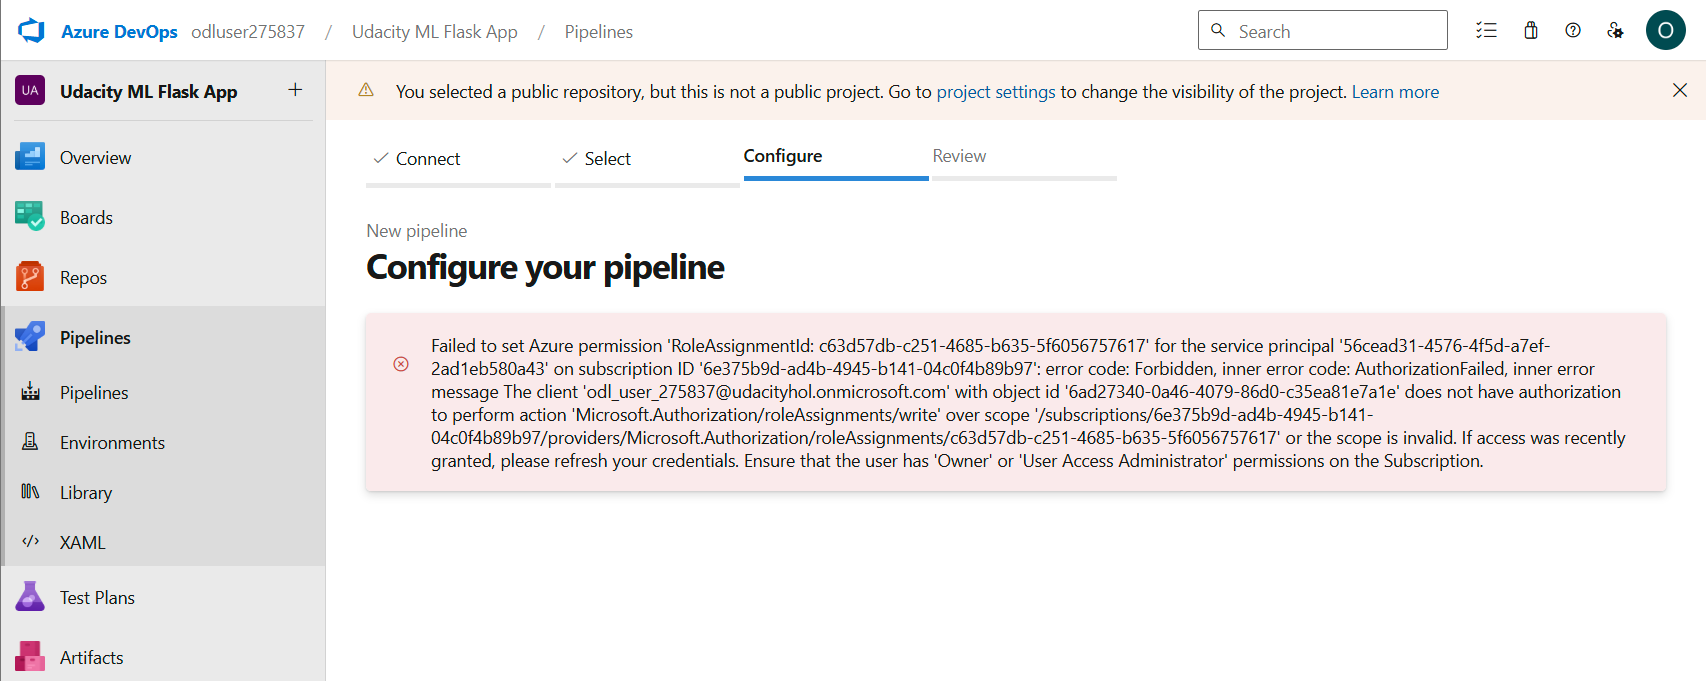 Azure DevOps odluser275837 / Udacity ML Flask App / Pipelines
Search
O
UA Udacity ML Flask App +
You selected a public repository, but this is not a public project. Go to project settings to change the visibility of the project. Learn more
Overview
Boards
Repos
Pipelines
Pipelines
Environments
Library
XAML
Test Plans
Artifacts
Connect
Select
Configure
Review
New pipeline
Configure your pipeline
Failed to set Azure permission 'RoleAssignmentId: c63d57db-c251-4685-b635-5f6056757617' for the service principal '56cead31-4576-4f5d-a7ef-
2ad1eb580a43' on subscription ID '6e375b9d-ad4b-4945-b141-04c0f4b89b97': error code: Forbidden, inner error code: AuthorizationFailed, inner error
message The client 'odl_user_275837@udacityhol.onmicrosoft.com' with object id '6ad27340-0a46-4079-86d0-c35ea81e7a1e' does not have authorization
to perform action 'Microsoft.Authorization/roleAssignments/write' over scope '/subscriptions/6e375b9d-ad4b-4945-b141-
04c0f4b89b97/providers/Microsoft.Authorization/roleAssignments/c63d57db-c251-4685-b635-5f6056757617' or the scope is invalid. If access was recently
granted, please refresh your credentials. Ensure that the user has 'Owner' or 'User Access Administrator' permissions on the Subscription.